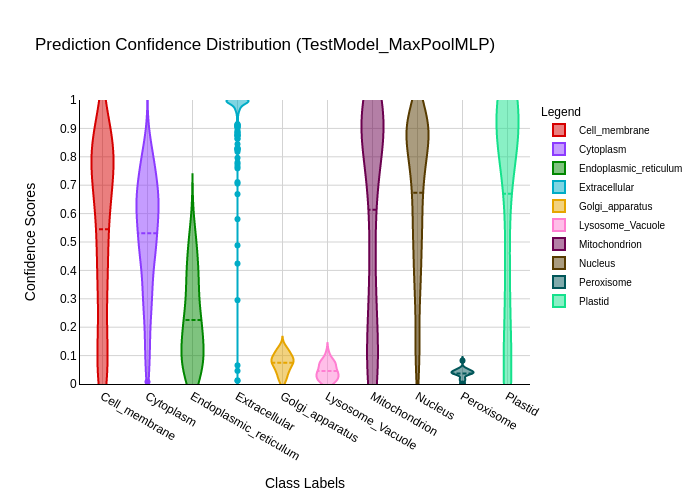 Prediction Confidence Distribution (TestModel_MaxPoolMLP)
Confidence Scores
1
0.9
0.8
0.7
0.6
0.5
0.4
0.3
0.2
0.1
0
Cell_membrane
Cytoplasm
Endoplasmic_reticulum
Extracellular
Golgi_apparatus
Lysosome_Vacuole
Mitochondrion
Nucleus
Peroxisome
Plastid
Class Labels
Legend
Cell_membrane
Cytoplasm
Endoplasmic_reticulum
Extracellular
Golgi_apparatus
Lysosome_Vacuole
Mitochondrion
Nucleus
Peroxisome
Plastid